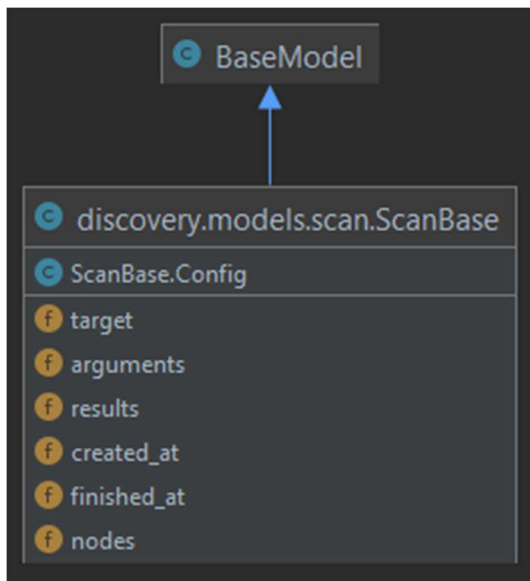 C BaseModel
C discovery.models.scan.ScanBase
C ScanBase.Config
f target
f arguments
f results
f created_at
f finished_at
f nodes